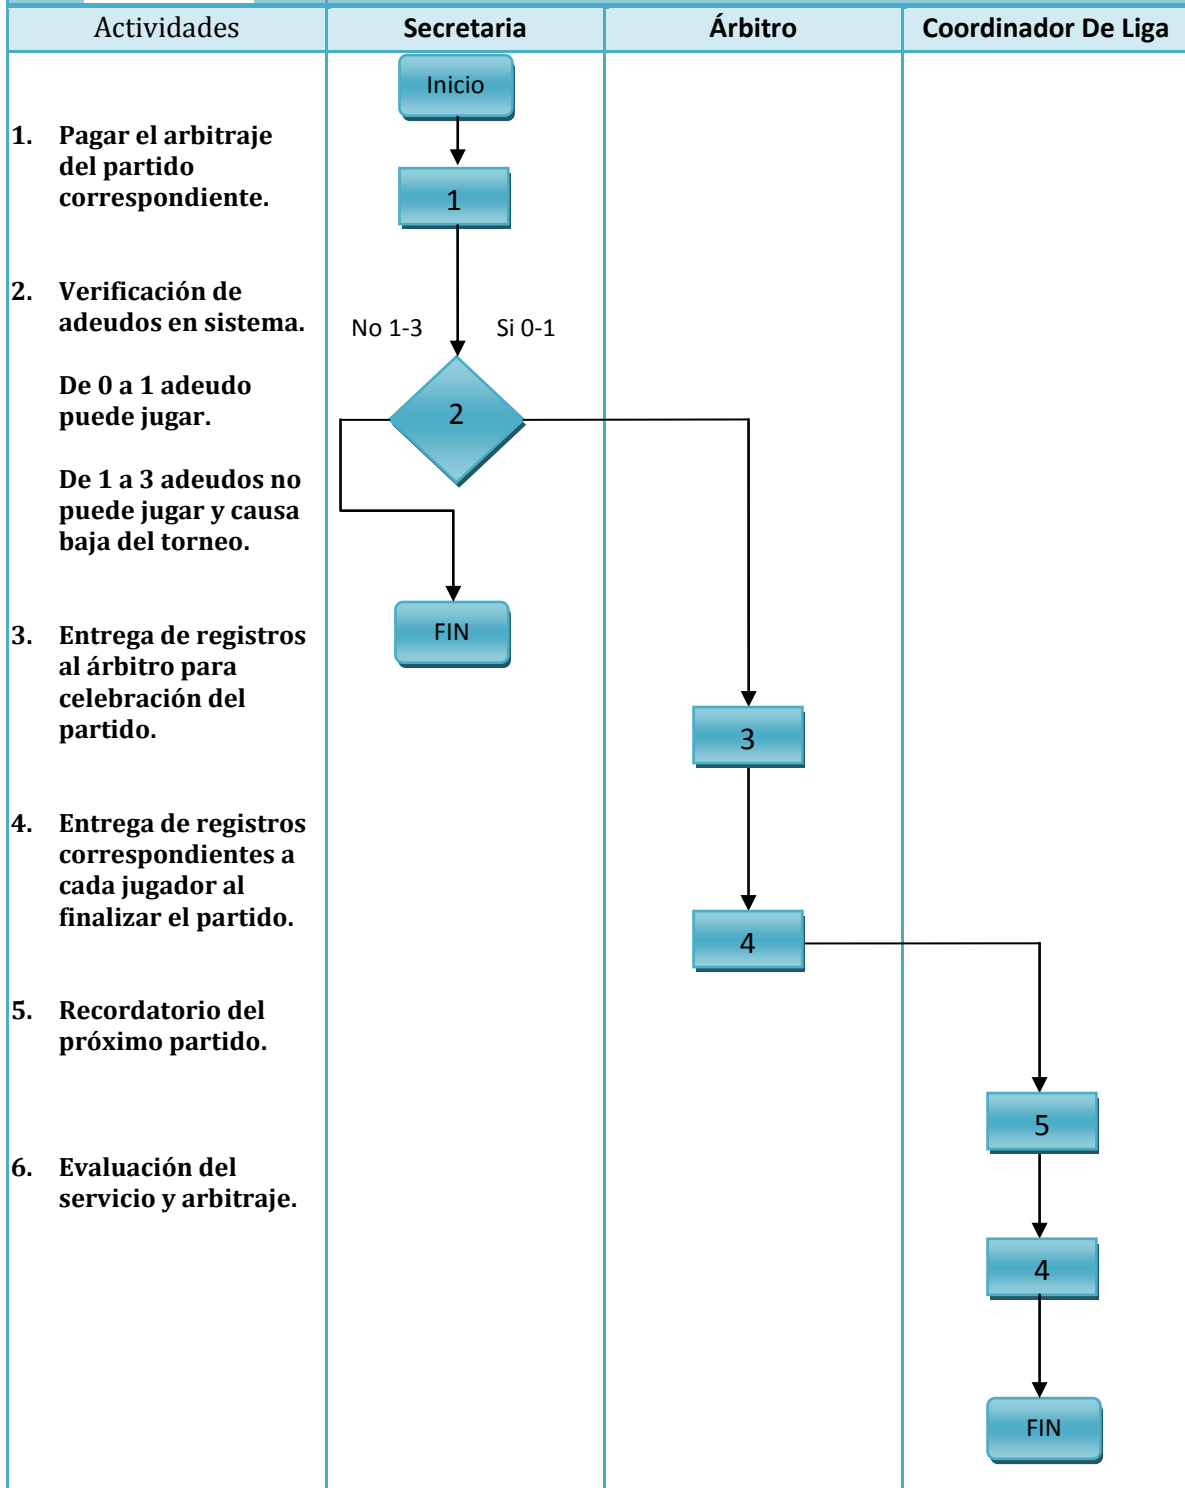 Actividades
Secretaria
Árbitro
Coordinador De Liga
1. Pagar el arbitraje
del partido
correspondiente.
2. Verificación de
adeudos en sistema.
De 0 a 1 adeudo
puede jugar.
De 1 a 3 adeudos no
puede jugar y causa
baja del torneo.
3. Entrega de registros
al árbitro para
celebración del
partido.
4. Entrega de registros
correspondientes a
cada jugador al
finalizar el partido.
5. Recordatorio del
próximo partido.
6. Evaluación del
servicio y arbitraje.
Inicio
1
No 1-3
Si 0-1
2
FIN
3
4
5
4
FIN